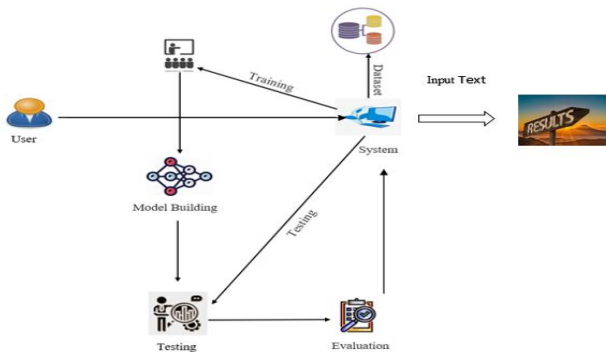 Training
Dataset
Input Text
RESULTS
User
System
Model Building
Testing
Testing
Evaluation